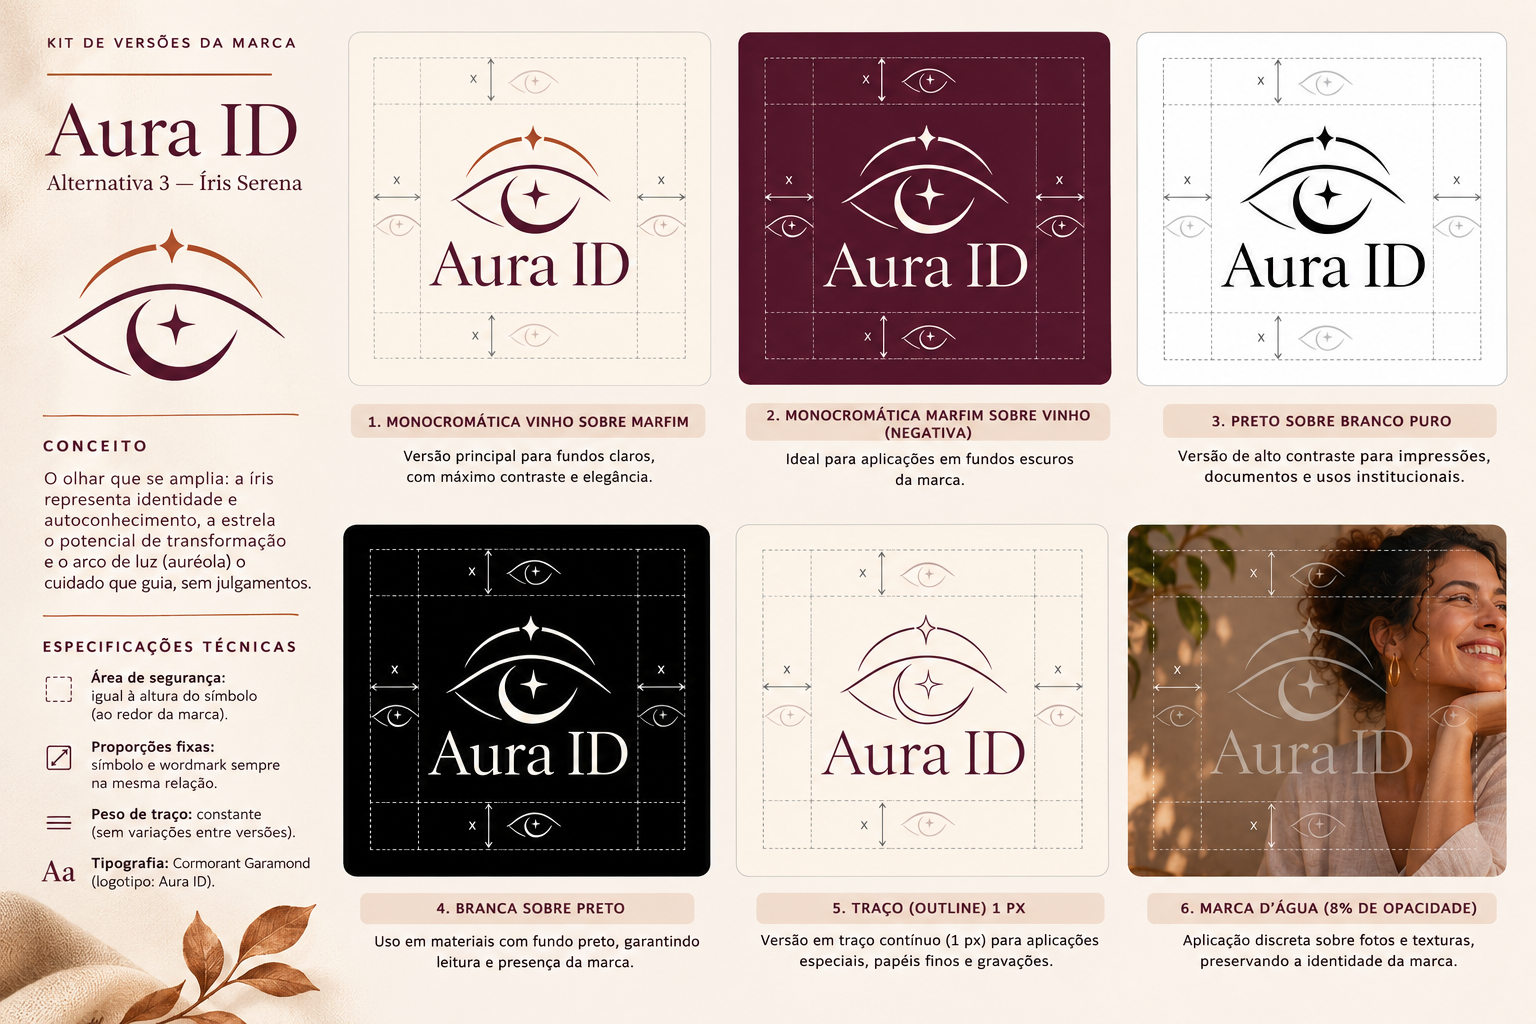 KIT DE VERSÕES DA MARCA
Aura ID
Alternativa 3 — Íris Serena
CONCEITO
O olhar que se amplia: a íris
representa identidade e
autoconhecimento, a estrela
o potencial de transformação
e o arco de luz (auréola) o
cuidado que guia, sem julgamentos.
ESPECIFICAÇÕES TÉCNICAS
Área de segurança:
igual à altura do símbolo
(ao redor da marca).
Proporções fixas:
símbolo e wordmark sempre
na mesma relação.
Peso de traço: constante
(sem variações entre versões).
Aa
Tipografia: Cormorant Garamond
(logotipo: Aura ID).
X
X
X
Aura ID
X
1. MONOCROMÁTICA VINHO SOBRE MARFIM
Versão principal para fundos claros,
com máximo contraste e elegância.
X
X
X
Aura ID
X
2. MONOCROMÁTICA MARFIM SOBRE VINHO
(NEGATIVA)
Ideal para aplicações em fundos escuros
da marca.
X
X
X
Aura ID
X
3. PRETO SOBRE BRANCO PURO
Versão de alto contraste para impressões,
documentos e usos institucionais.
X
X
X
Aura ID
X
4. BRANCA SOBRE PRETO
Uso em materiais com fundo preto, garantindo
leitura e presença da marca.
X
X
X
Aura ID
X
5. TRAÇO (OUTLINE) 1 PX
Versão em traço contínuo (1 px) para aplicações
especiais, papéis finos e gravações.
X
X
X
Aura ID
X
6. MARCA D'ÁGUA (8% DE OPACIDADE)
Aplicação discreta sobre fotos e texturas,
preservando a identidade da marca.